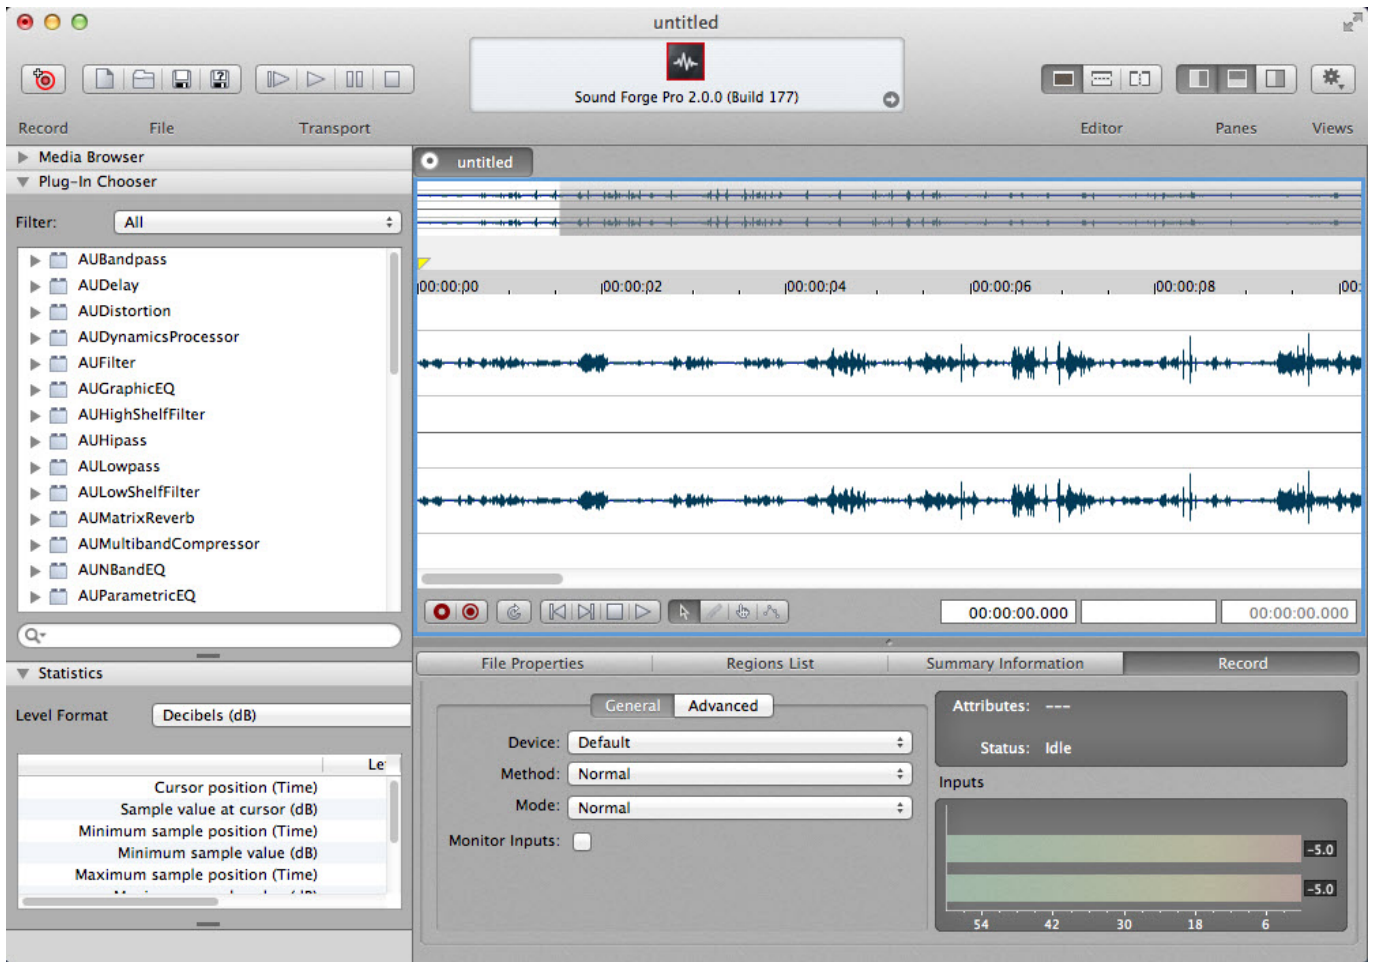 untitled
Sound Forge Pro 2.0.0 (Build 177)
Record File Transport Editor Panes Views
Media Browser
Plug-In Chooser
Filter: All
AUBandpass
AUDelay
AUDistortion
AUDynamicsProcessor
AUFilter
AUGraphicEQ
AUHighShelfFilter
AUHipass
AULowpass
AULowShelfFilter
AUMatrixReverb
AUMultibandCompressor
AUNBandEQ
AUParametricEQ
Statistics
Level Format Decibels (dB)
Le
Cursor position (Time)
Sample value at cursor (dB)
Minimum sample position (Time)
Minimum sample value (dB)
Maximum sample position (Time)
untitled
00:00:00 00:00:02 00:00:04 00:00:06 00:00:08 00:
00:00:00.000 00:00:00.000
File Properties Regions List Summary Information Record
General Advanced
Device: Default
Method: Normal
Mode: Normal
Monitor Inputs:
Attributes: ---
Status: Idle
Inputs
-5.0
-5.0
54 42 30 18 6